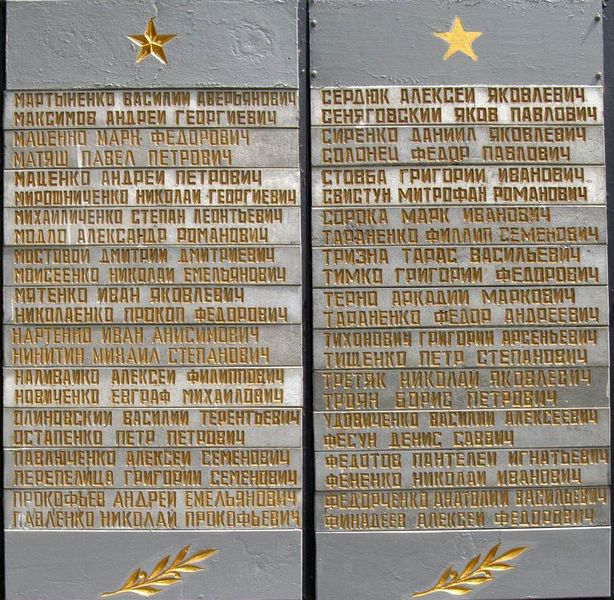 МАРТЫНЕНКО ВАСИЛИЙ АВЕРЬЯНОВИЧ
МАКСИМОВ АНДРЕЙ ГЕОРГИЕВИЧ
МАЦЕНКО МАРК ФЕДОРОВИЧ
МАТЯШ ПАВЕЛ ПЕТРОВИЧ
МАЦЕНКО АНДРЕЙ ПЕТРОВИЧ
МИРОШНИЧЕНКО НИКОЛАЙ ГЕОРГИЕВИЧ
МИХАИЛИЧЕНКО СТЕПАН ЛЕОНТЬЕВИЧ
МОДЛО АЛЕКСАНДР РОМАНОВИЧ
МОСТОВОЙ ДМИТРИЙ ДМИТРИЕВИЧ
МОИСЕЕНКО НИКОЛАЙ ЕМЕЛЬЯНОВИЧ
МЯТЕНКО ИВАН ЯКОВЛЕВИЧ
НИКОЛАЕНКО ПРОКОП ФЕДОРОВИЧ
НАРТЕНКО ИВАН АНИСИМОВИЧ
НИКИТИН МИХАИЛ СТЕПАНОВИЧ
НАЛИВАЙКО АЛЕКСЕЙ ФИЛИППОВИЧ
НОВИЧЕНКО ЕВГРАФ МИХАИЛОВИЧ
ОЛИНОВСКИЙ ВАСИЛИЙ ТЕРЕНТЬЕВИЧ
ОСТАПЕНКО ПЕТР ПЕТРОВИЧ
ПАВЛЮЧЕНКО АЛЕКСЕЙ СЕМЕНОВИЧ
ПЕРЕПЕЛИЦА ГРИГОРИЙ СЕМЕНОВИЧ
ПРОКОФЬЕВ АНДРЕЙ ЕМЕЛЬЯНОВИЧ
ПАВЛЕНКО НИКОЛАЙ ПРОКОФЬЕВИЧ
СЕРДЮК АЛЕКСЕЙ ЯКОВЛЕВИЧ
СЕНЯГОВСКИЙ ЯКОВ ПАВЛОВИЧ
СИРЕНКО ДАНИИЛ ЯКОВЛЕВИЧ
СОЛОНЕЦ ФЕДОР ПАВЛОВИЧ
СТОВБА ГРИГОРИЙ ИВАНОВИЧ
СВИСТУН МИТРОФАН РОМАНОВИЧ
СОРОКА МАРК ИВАНОВИЧ
ТАРАНЕНКО ФИЛЛИП СЕМЕНОВИЧ
ТРИЗНА ТАРАС ВАСИЛЬЕВИЧ
ТИМКО ГРИГОРИЙ ФЕДОРОВИЧ
ТЕРНО АРКАДИЙ МАРКОВИЧ
ТАРАНЕНКО ФЕДОР АНДРЕЕВИЧ
ТИХОНОВИЧ ГРИГОРИЙ АРСЕНЬЕВИЧ
ТИЩЕНКО ПЕТР СТЕПАНОВИЧ
ТРЕТЯК НИКОЛАЙ ЯКОВЛЕВИЧ
ТРОЯН БОРИС ПЕТРОВИЧ
УДОВИЧЕНКО ВАСИЛИЙ АЛЕКСЕЕВИЧ
ФЕСУН ДЕНИС САВВИЧ
ФЕДОТОВ ПАНТЕЛЕЙ ИГНАТЬЕВИЧ
ФЕНЕНКО НИКОЛАЙ ИВАНОВИЧ
ФЕДОРЧЕНКО АНАТОЛИЙ ВАСИЛЬЕВИЧ
ФИНАДЕЕВ АЛЕКСЕЙ ФЕДОРОВИЧ